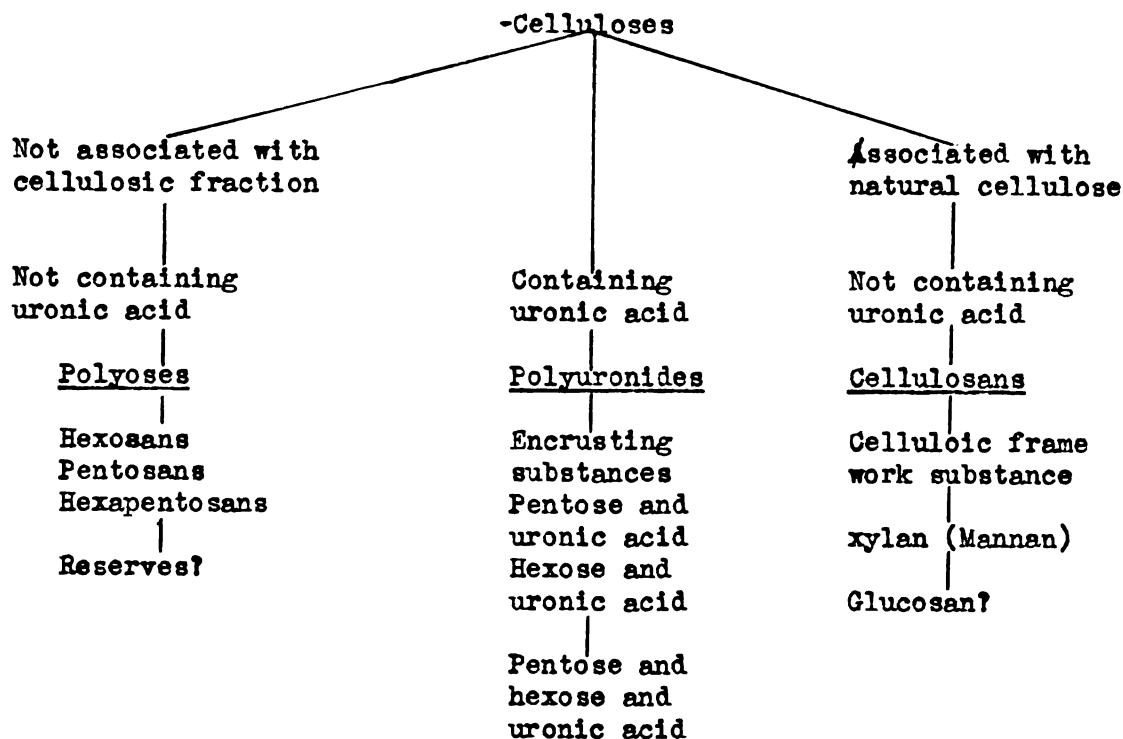 -Celluloses
Not associated with
cellulosic fraction
Not containing
uronic acid
Polyoses
Hexosans
Pentosans
Hexapentosans
Reserves?
Containing
uronic acid
Polyuronides
Encrusting
substances
Pentose and
uronic acid
Hexose and
uronic acid
Pentose and
hexose and
uronic acid
Associated with
natural cellulose
Not containing
uronic acid
Cellulosans
Celluloic frame
work substance
xylan (Mannan)
Glucosan?